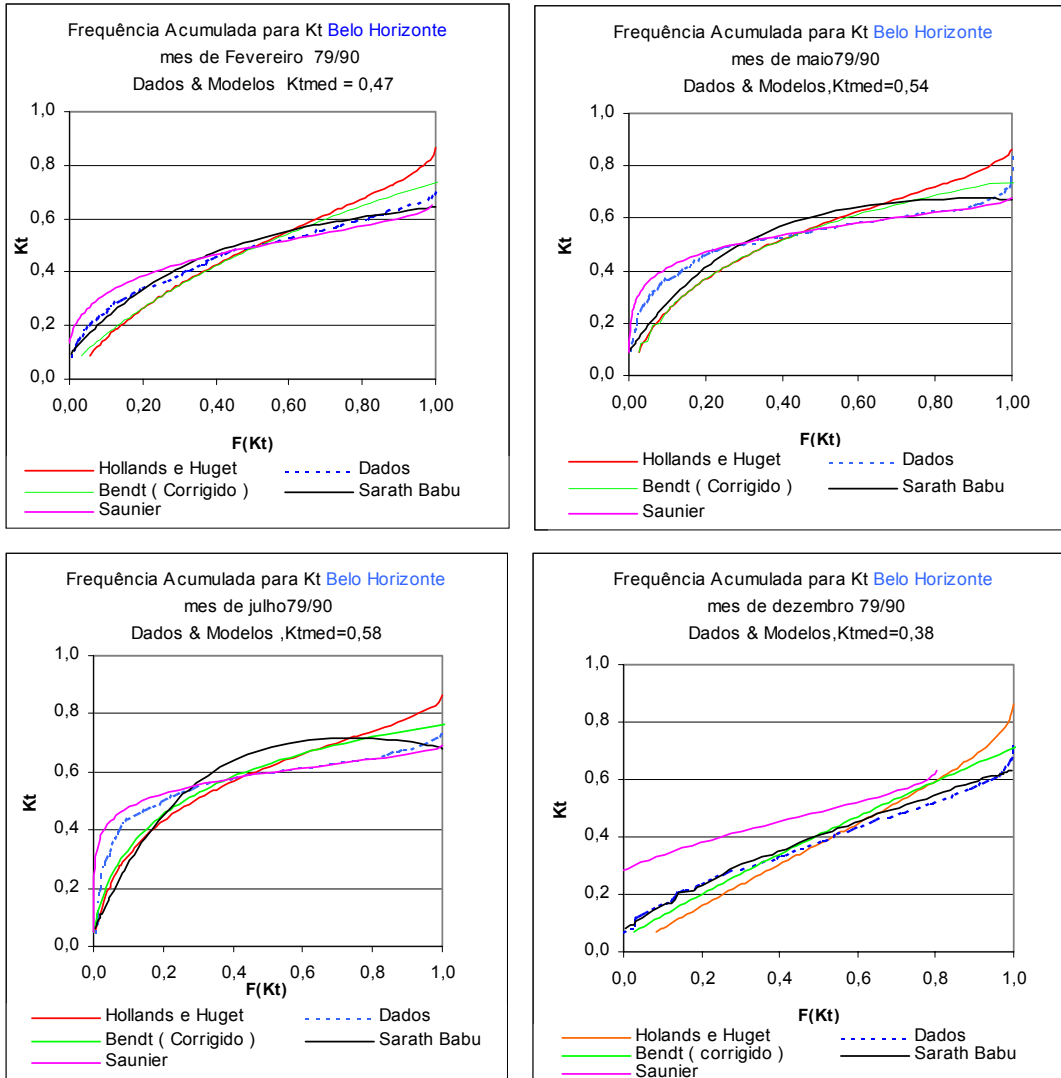 Frequência Acumulada para Kt Belo Horizonte
mes de Fevereiro 79/90
Dados & Modelos Ktmed = 0,47
1,0
0,8
0,6
Kt
0,4
0,2
0,0
0,00 0,20 0,40 0,60 0,80 1,00
F(Kt)
Hollands e Huget Dados
Bendt ( Corrigido ) Sarath Babu
Saunier
Frequência Acumulada para Kt Belo Horizonte
mes de maio79/90
Dados & Modelos,Ktmed=0,54
1,0
0,8
0,6
Kt
0,4
0,2
0,0
0,00 0,20 0,40 0,60 0,80 1,00
F(Kt)
Hollands e Huget Dados
Bendt ( Corrigido ) Sarath Babu
Saunier
Frequência Acumulada para Kt Belo Horizonte
mes de julho79/90
Dados & Modelos ,Ktmed=0,58
1,0
0,8
0,6
Kt
0,4
0,2
0,0
0,0 0,2 0,4 0,6 0,8 1,0
F(Kt)
Hollands e Huget Dados
Bendt ( Corrigido ) Sarath Babu
Saunier
Frequência Acumulada para Kt Belo Horizonte
mes de dezembro 79/90
Dados & Modelos,Ktmed=0,38
1,0
0,8
0,6
Kt
0,4
0,2
0,0
0,0 0,2 0,4 0,6 0,8 1,0
F(Kt)
Holands e Huget Dados
Bendt ( corrigido ) Sarath Babu
Saunier